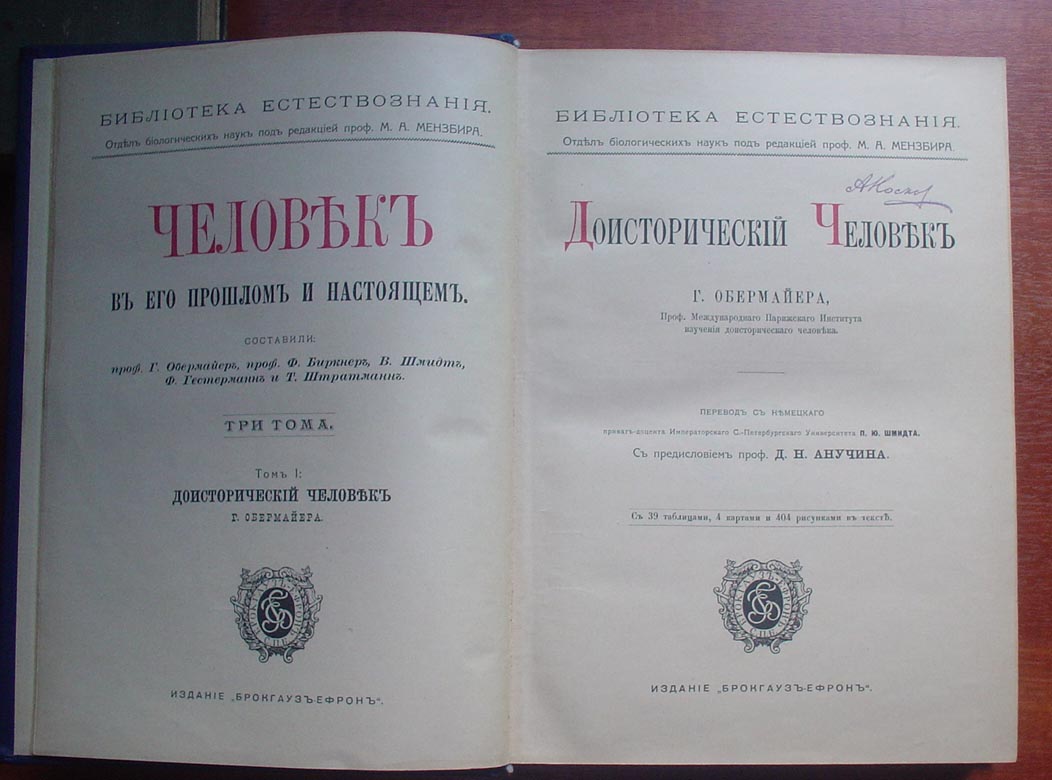 БИБЛІОТЕКА ЕСТЕСТВОЗНАНІЯ.
Отдѣлъ біологическихъ наукъ подъ редакціей проф. М. А. МЕНЗБИРА.
ЧЕЛОВѢКЪ
ВЪ ЕГО ПРОШЛОМЪ И НАСТОЯЩЕМЪ.
СОСТАВИЛИ:
проф. Г. Обермайеръ, проф. Ф. Биркнеръ, В. Шмидтъ,
Ф. Гестерманнъ и Т. Штратманнъ.
ТРИ ТОМА.
Томъ I:
ДОИСТОРИЧЕСКІЙ ЧЕЛОВѢКЪ
Г. ОБЕРМАЙЕРА.
ИЗДАНІЕ „БРОКГАУЗЪ-ЕФРОНЪ“.
БИБЛІОТЕКА ЕСТЕСТВОЗНАНІЯ.
Отдѣлъ біологическихъ наукъ подъ редакціей проф. М. А. МЕНЗБИРА.
ДОИСТОРИЧЕСКІЙ ЧЕЛОВѢКЪ
Г. ОБЕРМАЙЕРА,
Проф. Международнаго Парижскаго Института
изученія доисторическаго человѣка.
ПЕРЕВОДЪ СЪ НѢМЕЦКАГО
приватъ-доцента Императорскаго С.-Петербургскаго Университета П. Ю. ШМИДТА.
Съ предисловіемъ проф. Д. Н. АНУЧИНА.
Съ 39 таблицами, 4 картами и 404 рисунками въ текстѣ.
ИЗДАНІЕ „БРОКГАУЗЪ-ЕФРОНЪ“.